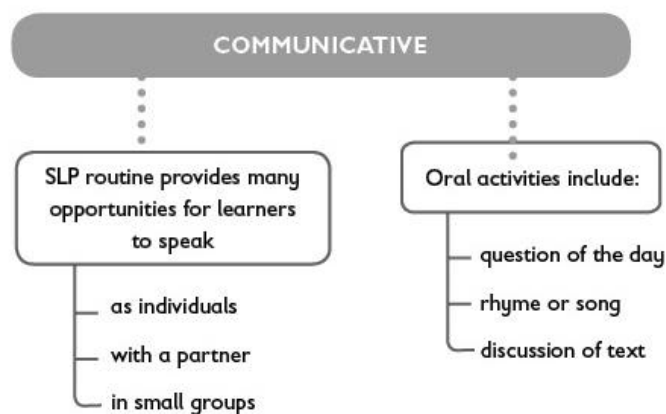 COMMUNICATIVE
SLP routine provides many
opportunities for learners
to speak
as individuals
with a partner
in small groups
Oral activities include:
question of the day
rhyme or song
discussion of text